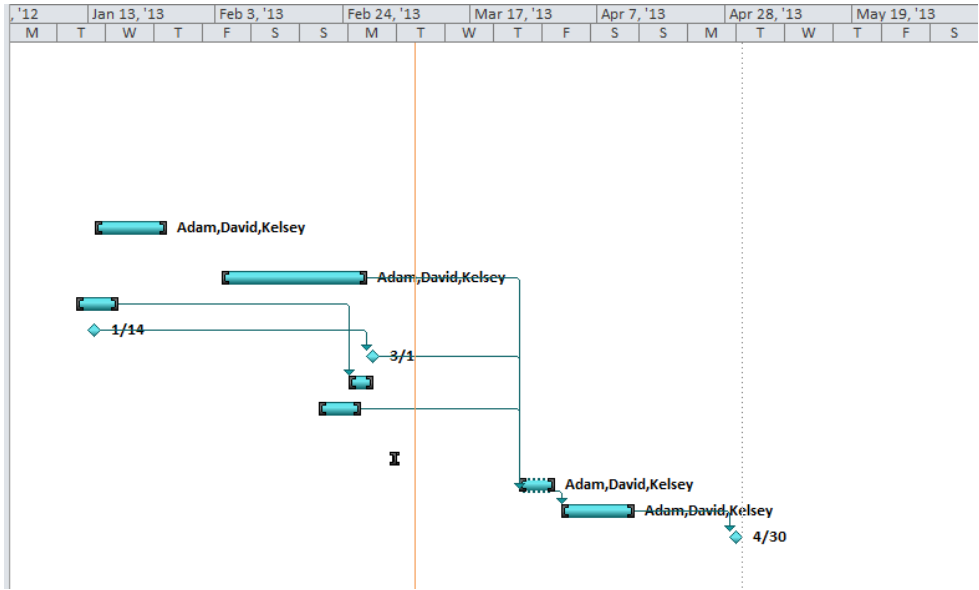 , '12 Jan 13, '13 Feb 3, '13 Feb 24, '13 Mar 17, '13 Apr 7, '13 Apr 28, '13 May 19, '13
M T W T F S S M T W T F S S M T W T F S
Adam,David,Kelsey
Adam,David,Kelsey
1/14
3/1
Adam,David,Kelsey
Adam,David,Kelsey
4/30